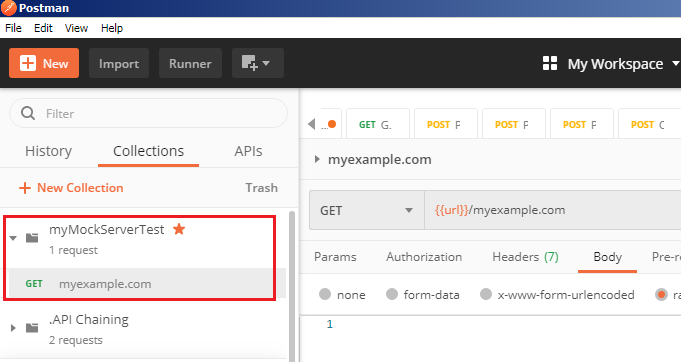 Postman
File Edit View Help
New Import Runner My Workspace
Filter
History Collections APIs
+ New Collection Trash
myMockServerTest
1 request
GET myexample.com
.API Chaining
2 requests
... GET G. POST F POST F POST F POST C
myexample.com
GET {{url}}/myexample.com
Params Authorization Headers (7) Body Pre-r
none form-data x-www-form-urlencoded ra
1